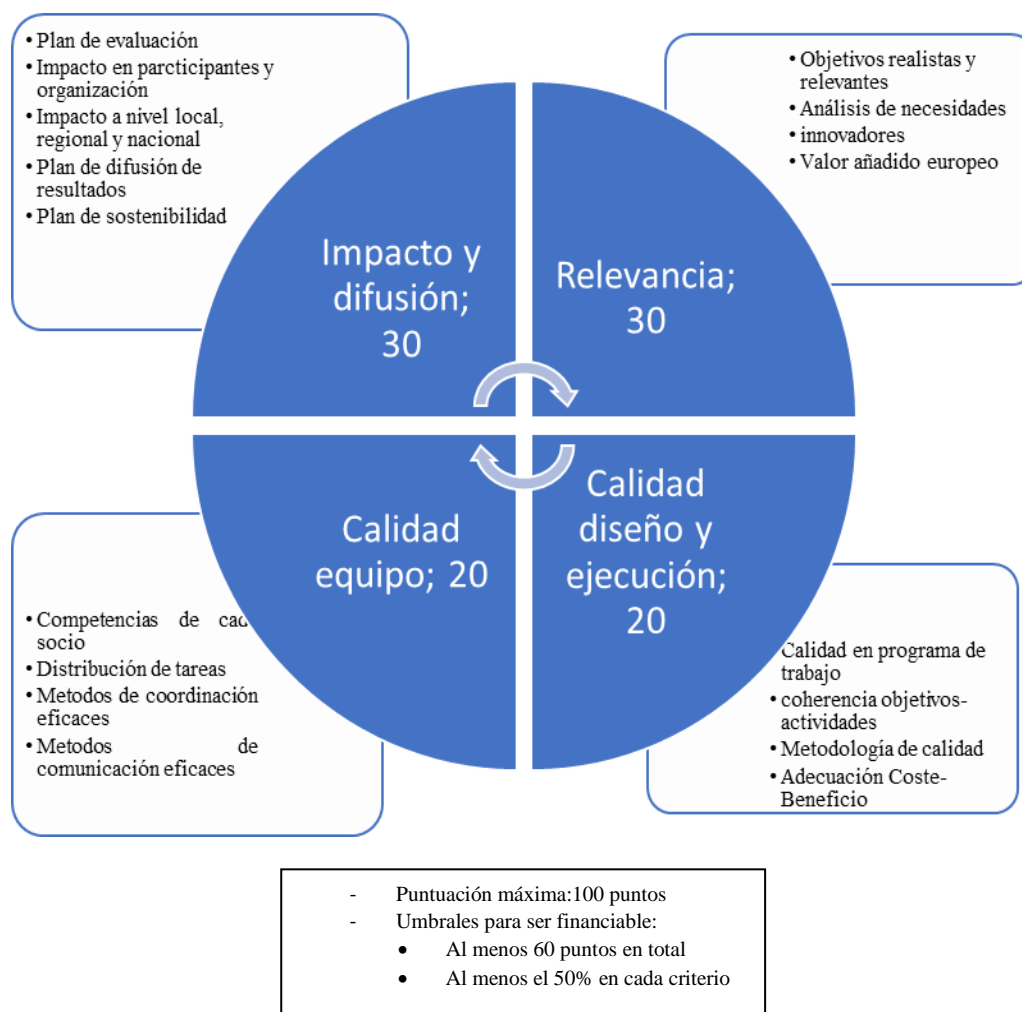 • Plan de evaluación
• Impacto en parcticipantes y
organización
• Impacto a nivel local,
regional y nacional
• Plan de difusión de
resultados
• Plan de sostenibilidad
• Objetivos realistas y
relevantes
• Análisis de necesidades
• innovadores
• Valor añadido europeo
Impacto y
difusión;
30
Relevancia;
30
Calidad
equipo; 20
Calidad
diseño y
ejecución;
20
• Competencias de
socio
• Distribución de tareas
• Metodos de coordinación
eficaces
• Metodos de
comunicación eficaces
Calidad en programa de
trabajo
• coherencia objetivos-
actividades
• Metodología de calidad
• Adecuación Coste-
Beneficio
- Puntuación máxima:100 puntos
- Umbrales para ser financiable:
• Al menos 60 puntos en total
• Al menos el 50% en cada criterio